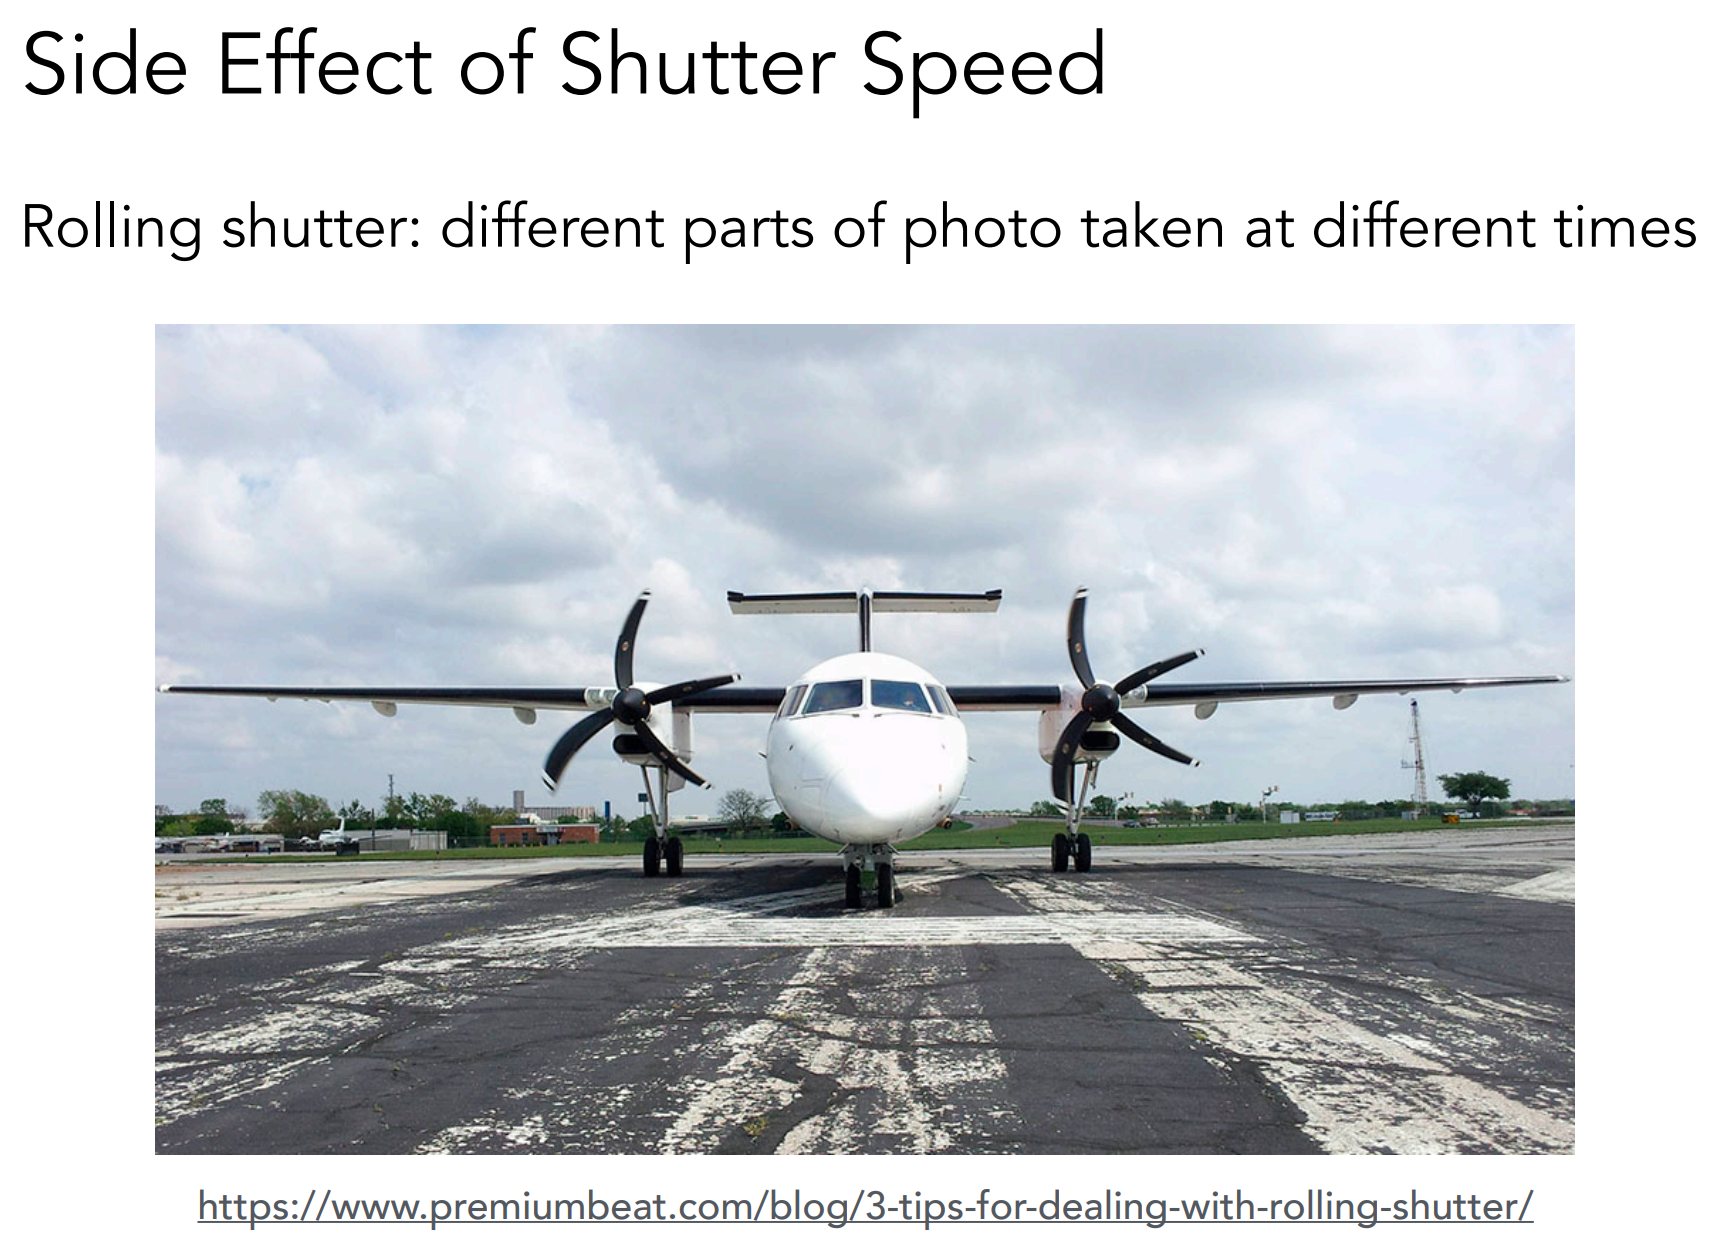 Side Effect of Shutter Speed
Rolling shutter: different parts of photo taken at different times
https://www.premiumbeat.com/blog/3-tips-for-dealing-with-rolling-shutter/